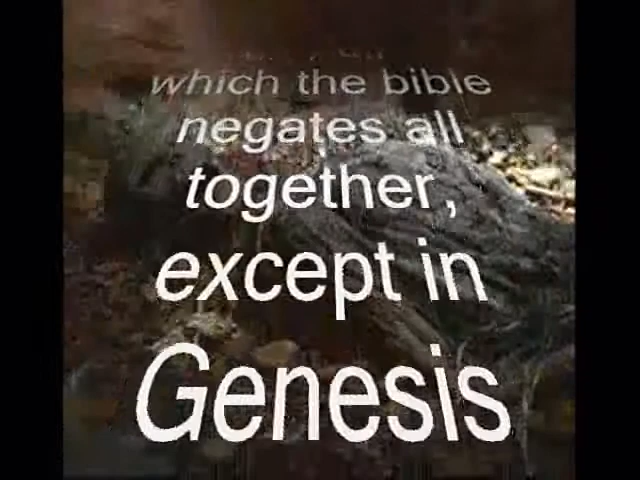 which the bible
negates all
together,
except in
Genesis